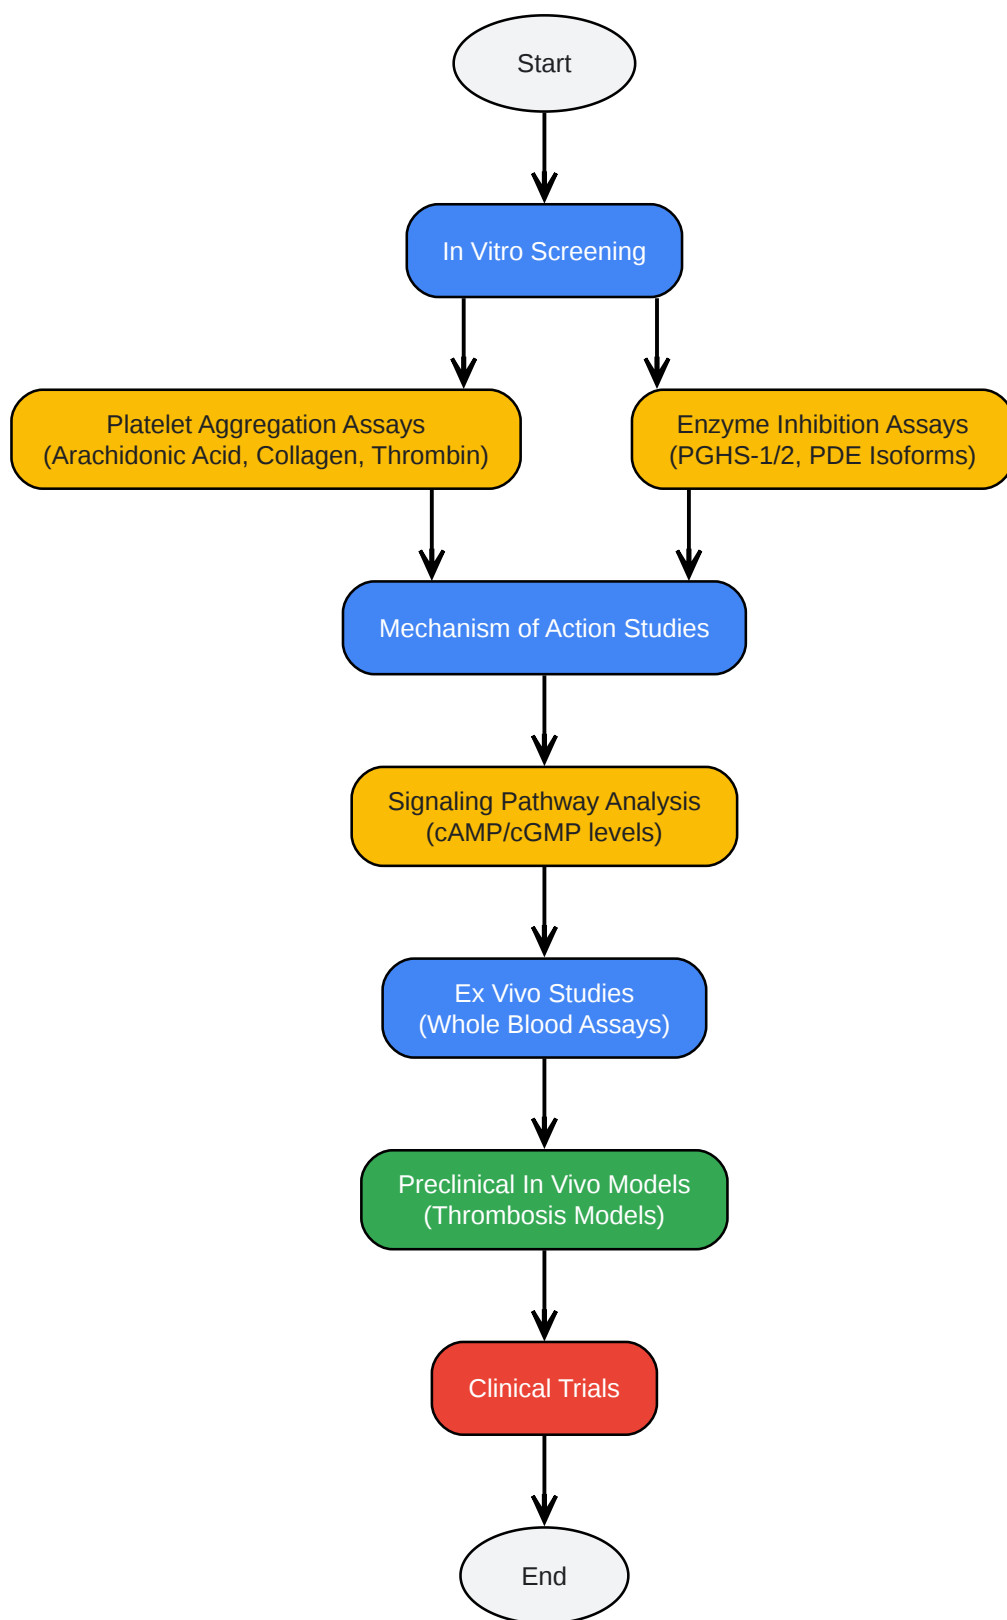 Start
In Vitro Screening
Platelet Aggregation Assays
(Arachidonic Acid, Collagen, Thrombin)
Enzyme Inhibition Assays
(PGHS-1/2, PDE Isoforms)
Mechanism of Action Studies
Signaling Pathway Analysis
(cAMP/cGMP levels)
Ex Vivo Studies
(Whole Blood Assays)
Preclinical In Vivo Models
(Thrombosis Models)
Clinical Trials
End